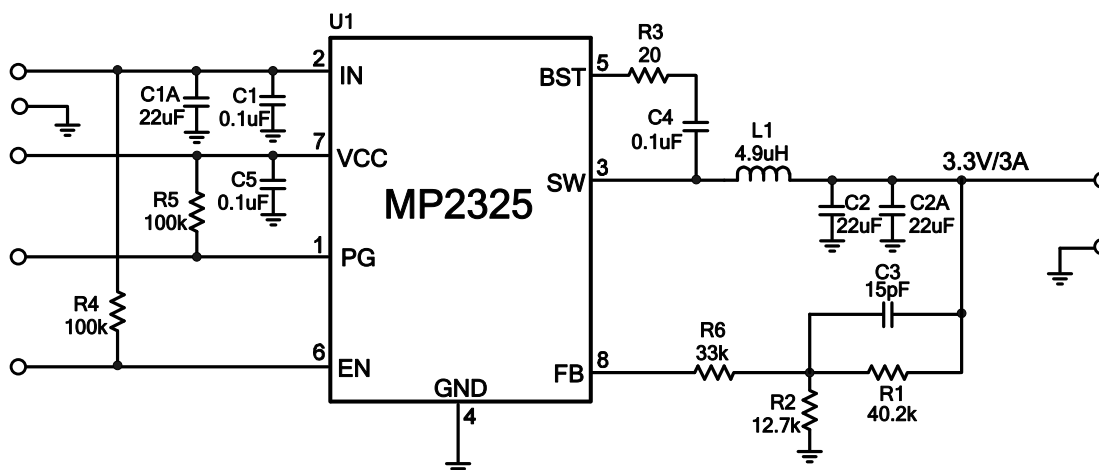 U1
MP2325
2
IN
7
VCC
1
PG
6
EN
GND
4
5
BST
3
SW
8
FB
C1A
22uF
C1
0.1uF
C5
0.1uF
R5
100k
R4
100k
R3
20
C4
0.1uF
L1
4.9uH
3.3V/3A
C2
22uF
C2A
22uF
C3
15pF
R6
33k
R2
12.7k
R1
40.2k